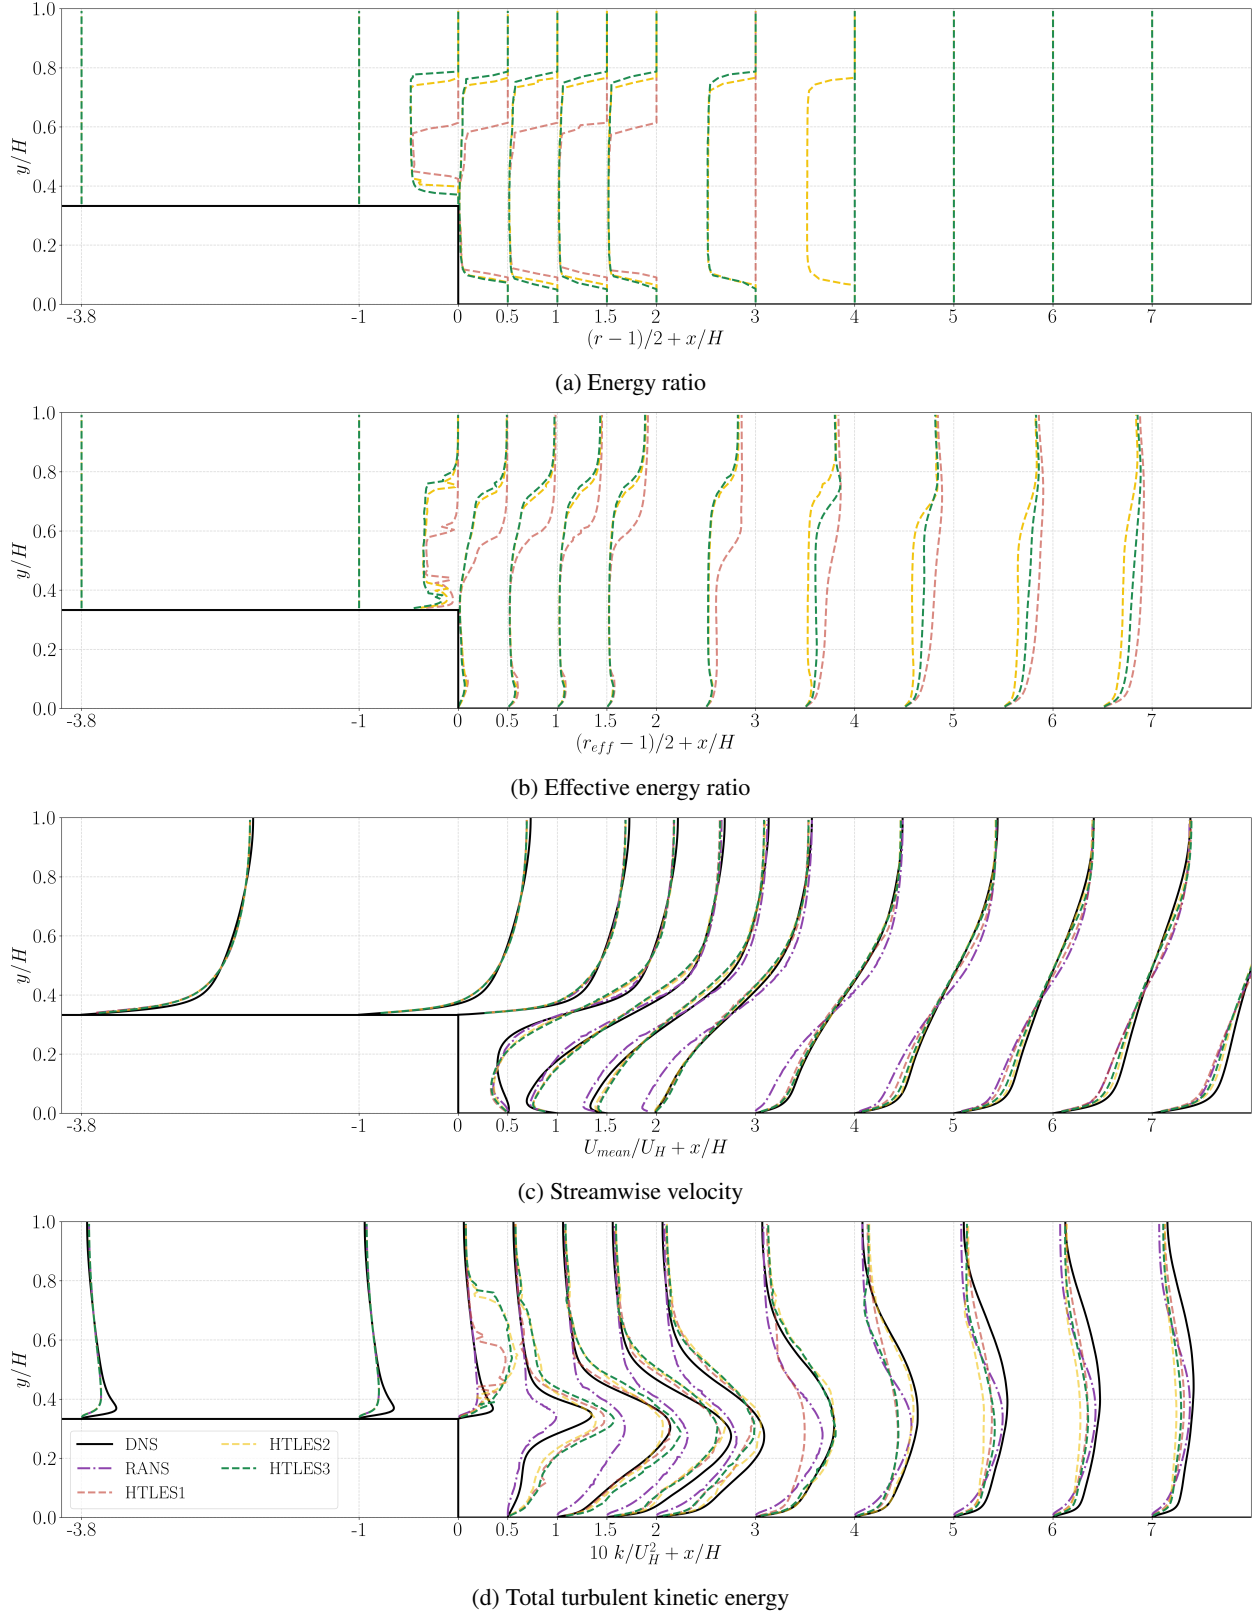 1.0
0.8
0.6
0.4
0.2
0.0
y/H
-3.8 -1 0 0.5 1 1.5 2 3 4 5 6 7
(r − 1)/2 + x/H
(a) Energy ratio
1.0
0.8
0.6
0.4
0.2
0.0
y/H
-3.8 -1 0 0.5 1 1.5 2 3 4 5 6 7
(r_{eff} − 1)/2 + x/H
(b) Effective energy ratio
1.0
0.8
0.6
0.4
0.2
0.0
y/H
-3.8 -1 0 0.5 1 1.5 2 3 4 5 6 7
U_{mean}/U_H + x/H
(c) Streamwise velocity
1.0
0.8
0.6
0.4
0.2
0.0
y/H
DNS
RANS
HTLES1
HTLES2
HTLES3
-3.8 -1 0 0.5 1 1.5 2 3 4 5 6 7
10 k/U_H^2 + x/H
(d) Total turbulent kinetic energy